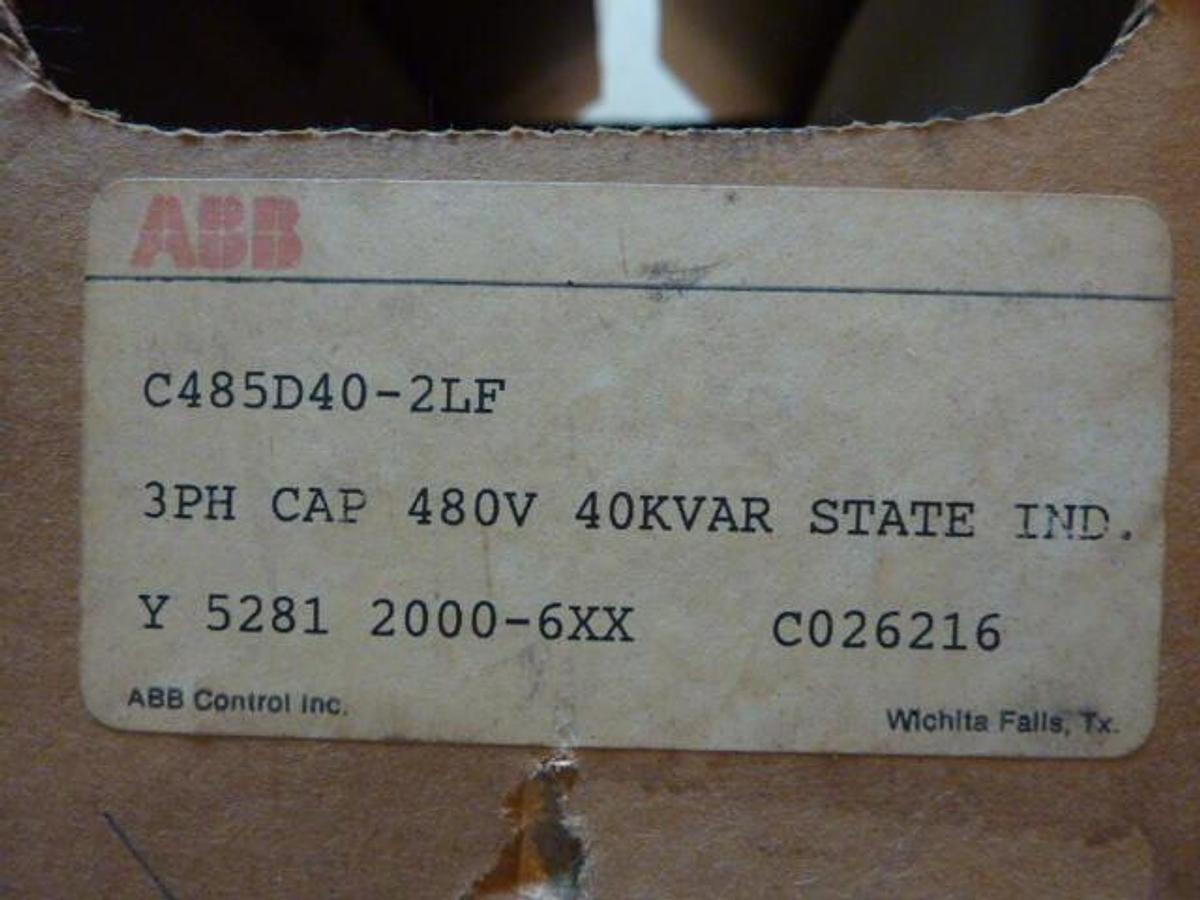 ABB
C485D40-2LF
3PH CAP 480V 40KVAR STATE IND.
Y 5281 2000-6XX C026216
ABB Control Inc. Wichita Falls, Tx.